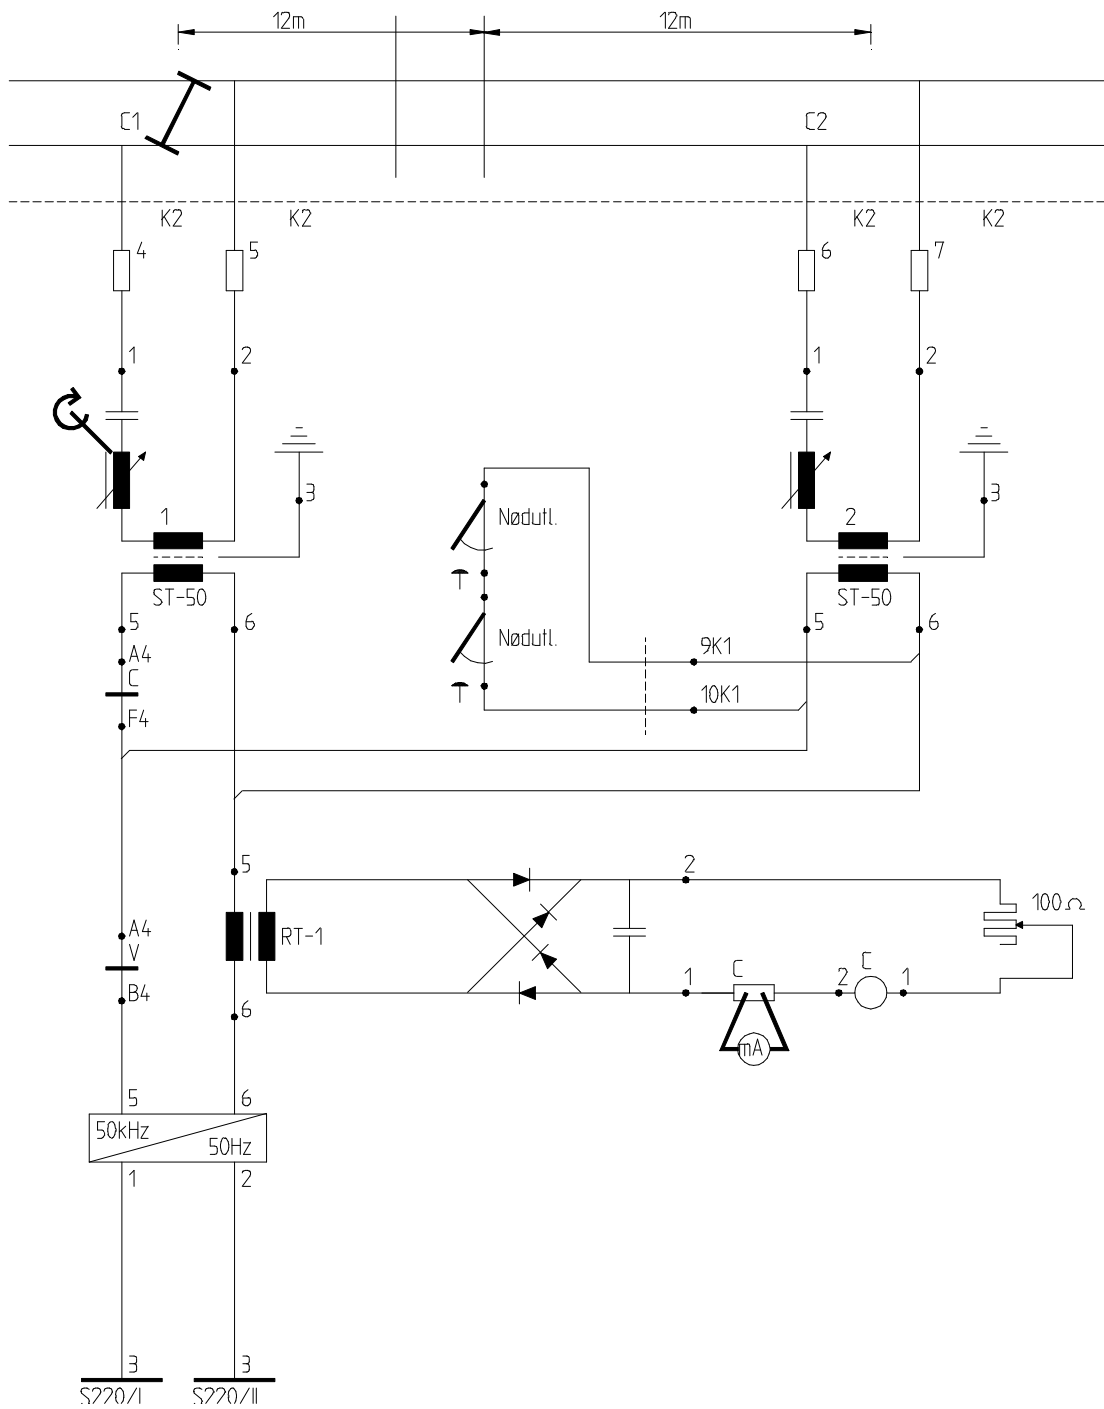 12m 12m
C1 C2
K2 K2 K2 K2
4 5 6 7
1 2 1 2
3 3
1 Nødutl. 2
ST-50 ST-50
5 6 Nødutl. 5 6
A4 9K1
C
F4 10K1
5 2
A4 RT-1 100Ω
V C C
B4 1 2 1
6 mA
5 6
50kHz
50Hz
1 2
3 3
S220/I S220/II